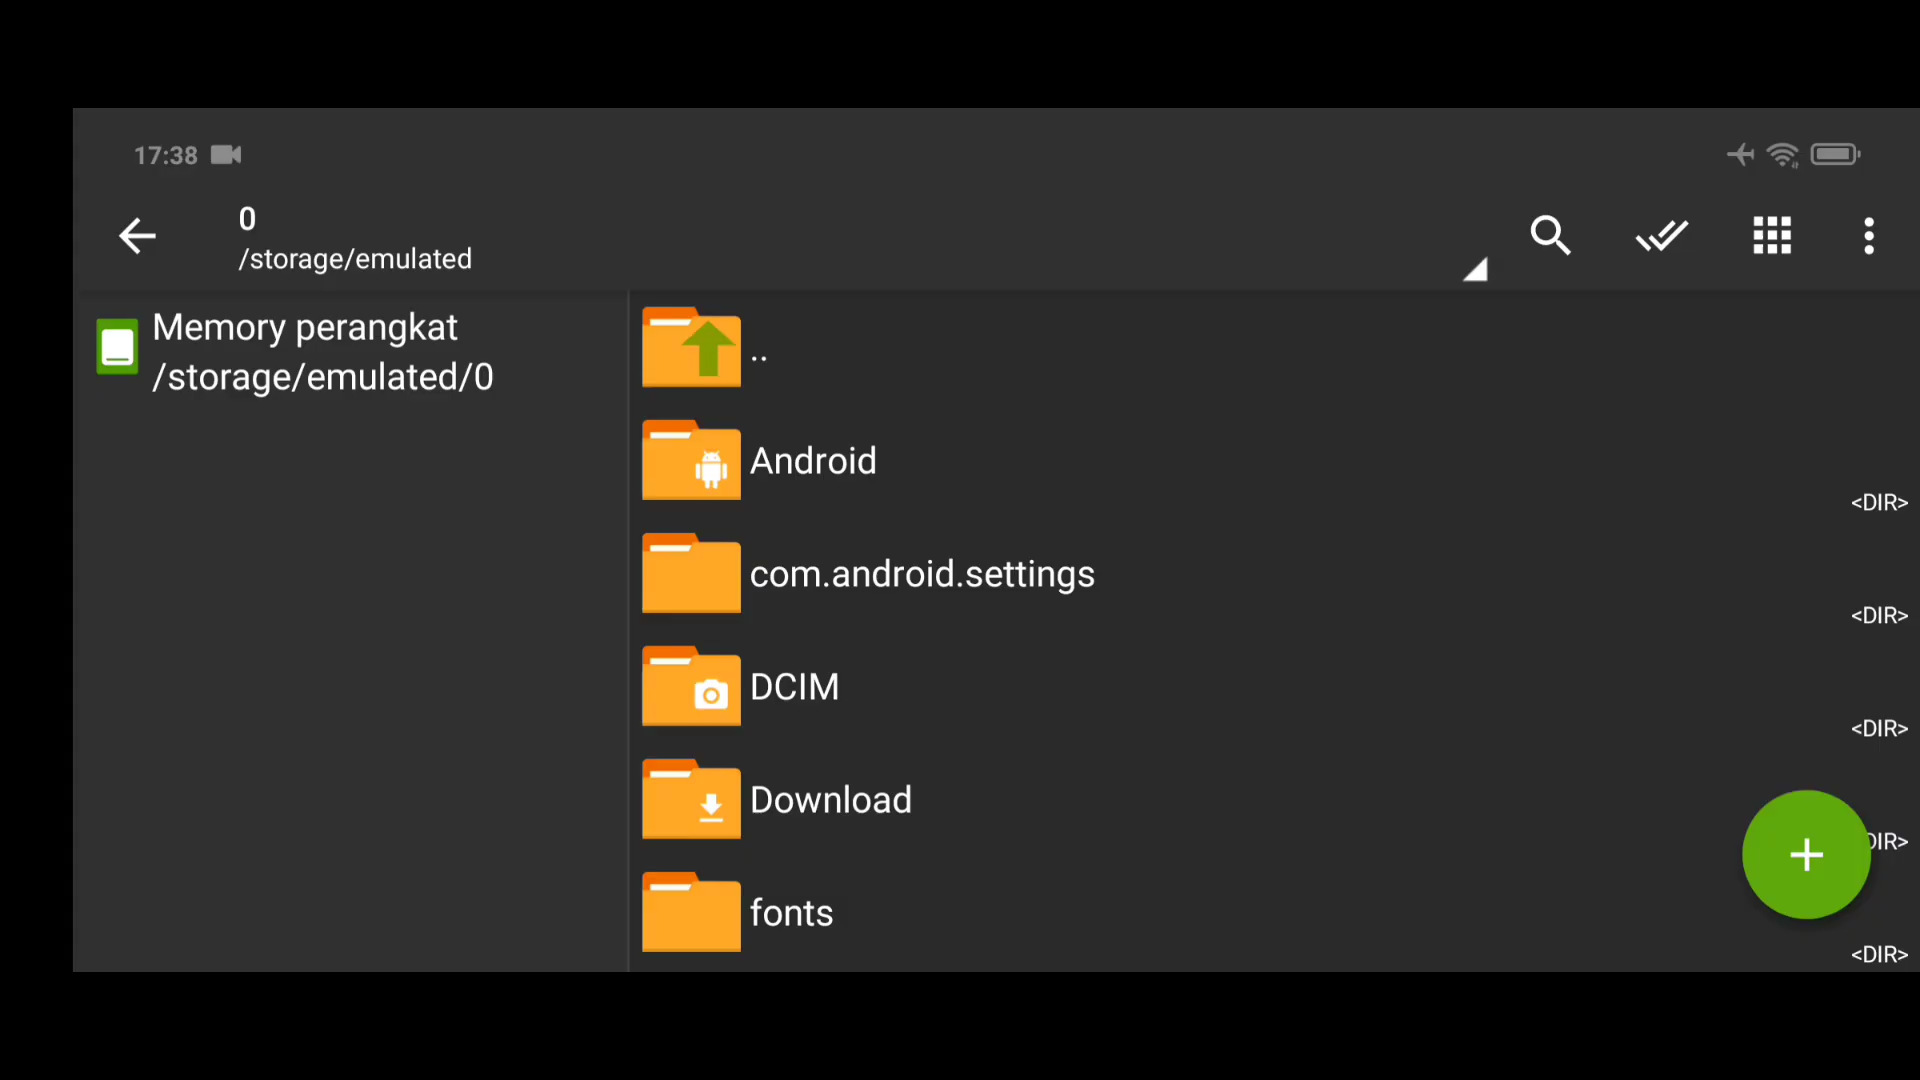 17:38
0
/storage/emulated
Memory perangkat
/storage/emulated/0
..
Android
<DIR>
com.android.settings
<DIR>
DCIM
<DIR>
Download
DIR>
fonts
<DIR>